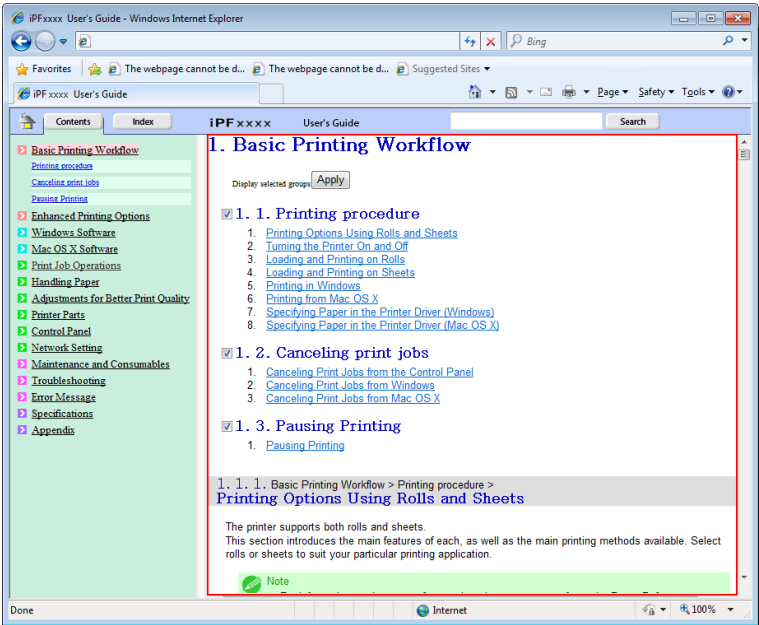 iPFxxxx User's Guide - Windows Internet Explorer
Bing
Favorites
The webpage cannot be d...
The webpage cannot be d...
Suggested Sites
iPF xxxx User's Guide
Page
Safety
Tools
Contents
Index
iPFxxxx
User's Guide
Search
Basic Printing Workflow
Printing procedure
Canceling print jobs
Pausing Printing
Enhanced Printing Options
Windows Software
Mac OS X Software
Print Job Operations
Handling Paper
Adjustments for Better Print Quality
Printer Parts
Control Panel
Network Setting
Maintenance and Consumables
Troubleshooting
Error Message
Specifications
Appendix
1. Basic Printing Workflow
Display selected groups Apply
1. 1. Printing procedure
1. Printing Options Using Rolls and Sheets
2. Turning the Printer On and Off
3. Loading and Printing on Rolls
4. Loading and Printing on Sheets
5. Printing in Windows
6. Printing from Mac OS X
7. Specifying Paper in the Printer Driver (Windows)
8. Specifying Paper in the Printer Driver (Mac OS X)
1. 2. Canceling print jobs
1. Canceling Print Jobs from the Control Panel
2. Canceling Print Jobs from Windows
3. Canceling Print Jobs from Mac OS X
1. 3. Pausing Printing
1. Pausing Printing
1. 1. 1. Basic Printing Workflow > Printing procedure >
Printing Options Using Rolls and Sheets
The printer supports both rolls and sheets.
This section introduces the main features of each, as well as the main printing methods available. Select
rolls or sheets to suit your particular printing application.
Note
Done
Internet
100%